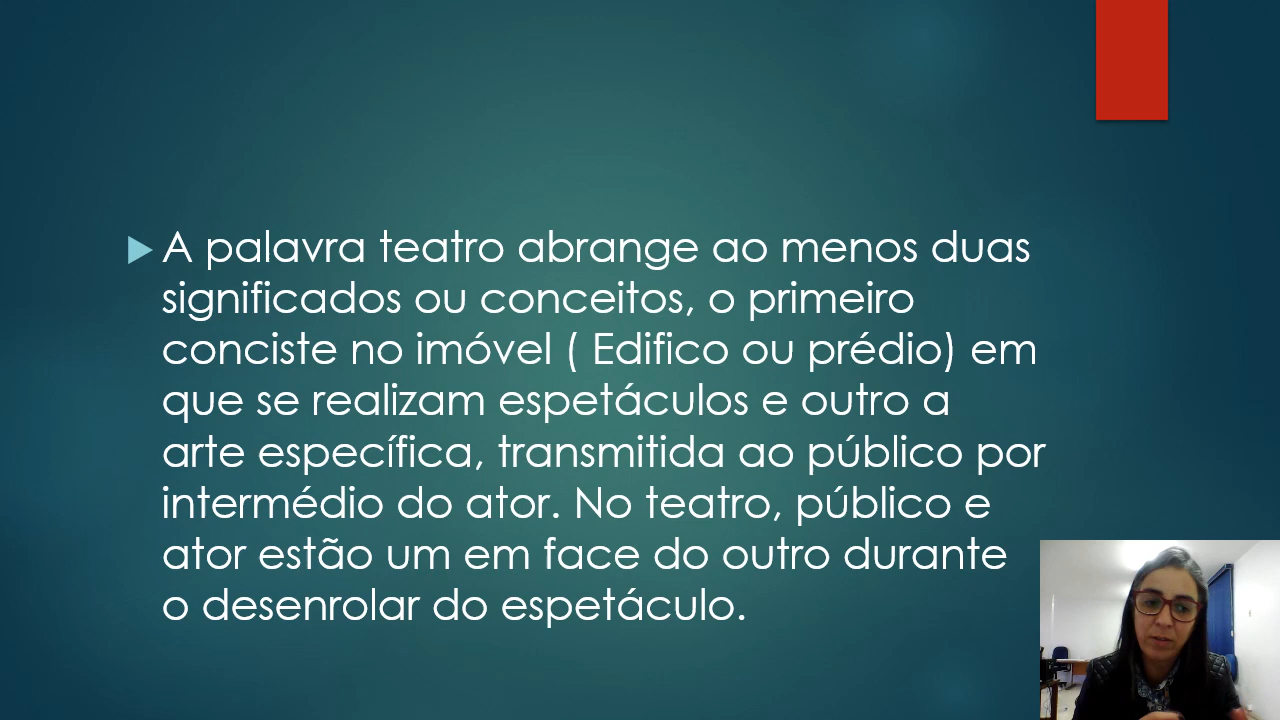 A palavra teatro abrange ao menos duas
significados ou conceitos, o primeiro
conciste no imóvel ( Edifico ou prédio) em
que se realizam espetáculos e outro a
arte específica, transmitida ao público por
intermédio do ator. No teatro, público e
ator estão um em face do outro durante
o desenrolar do espetáculo.